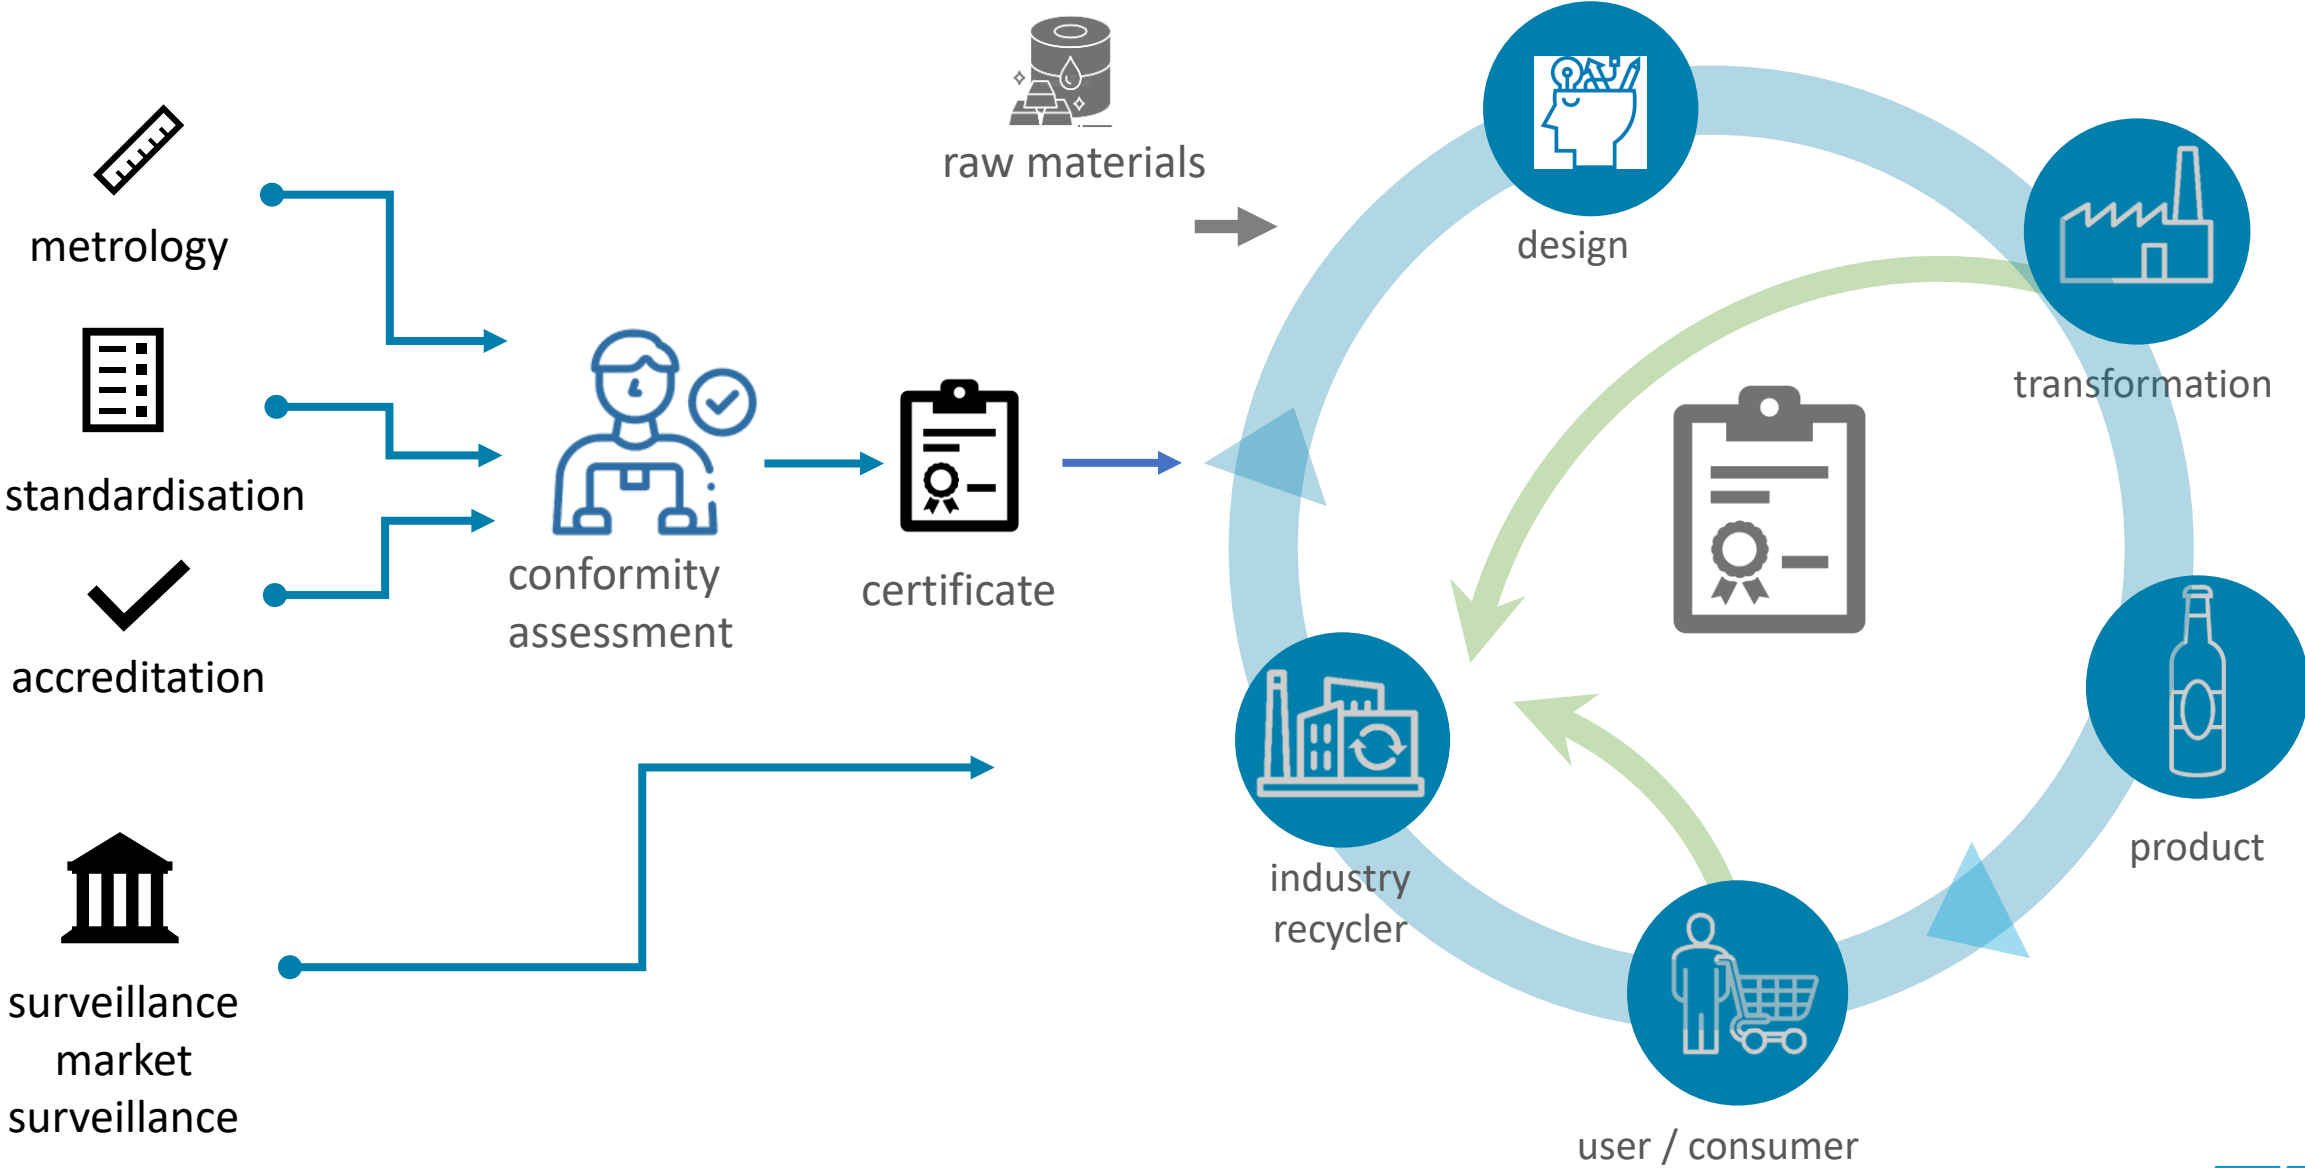 metrology
standardisation
accreditation
surveillance
market
surveillance
conformity
assessment
certificate
raw materials
design
transformation
product
user / consumer
industry
recycler